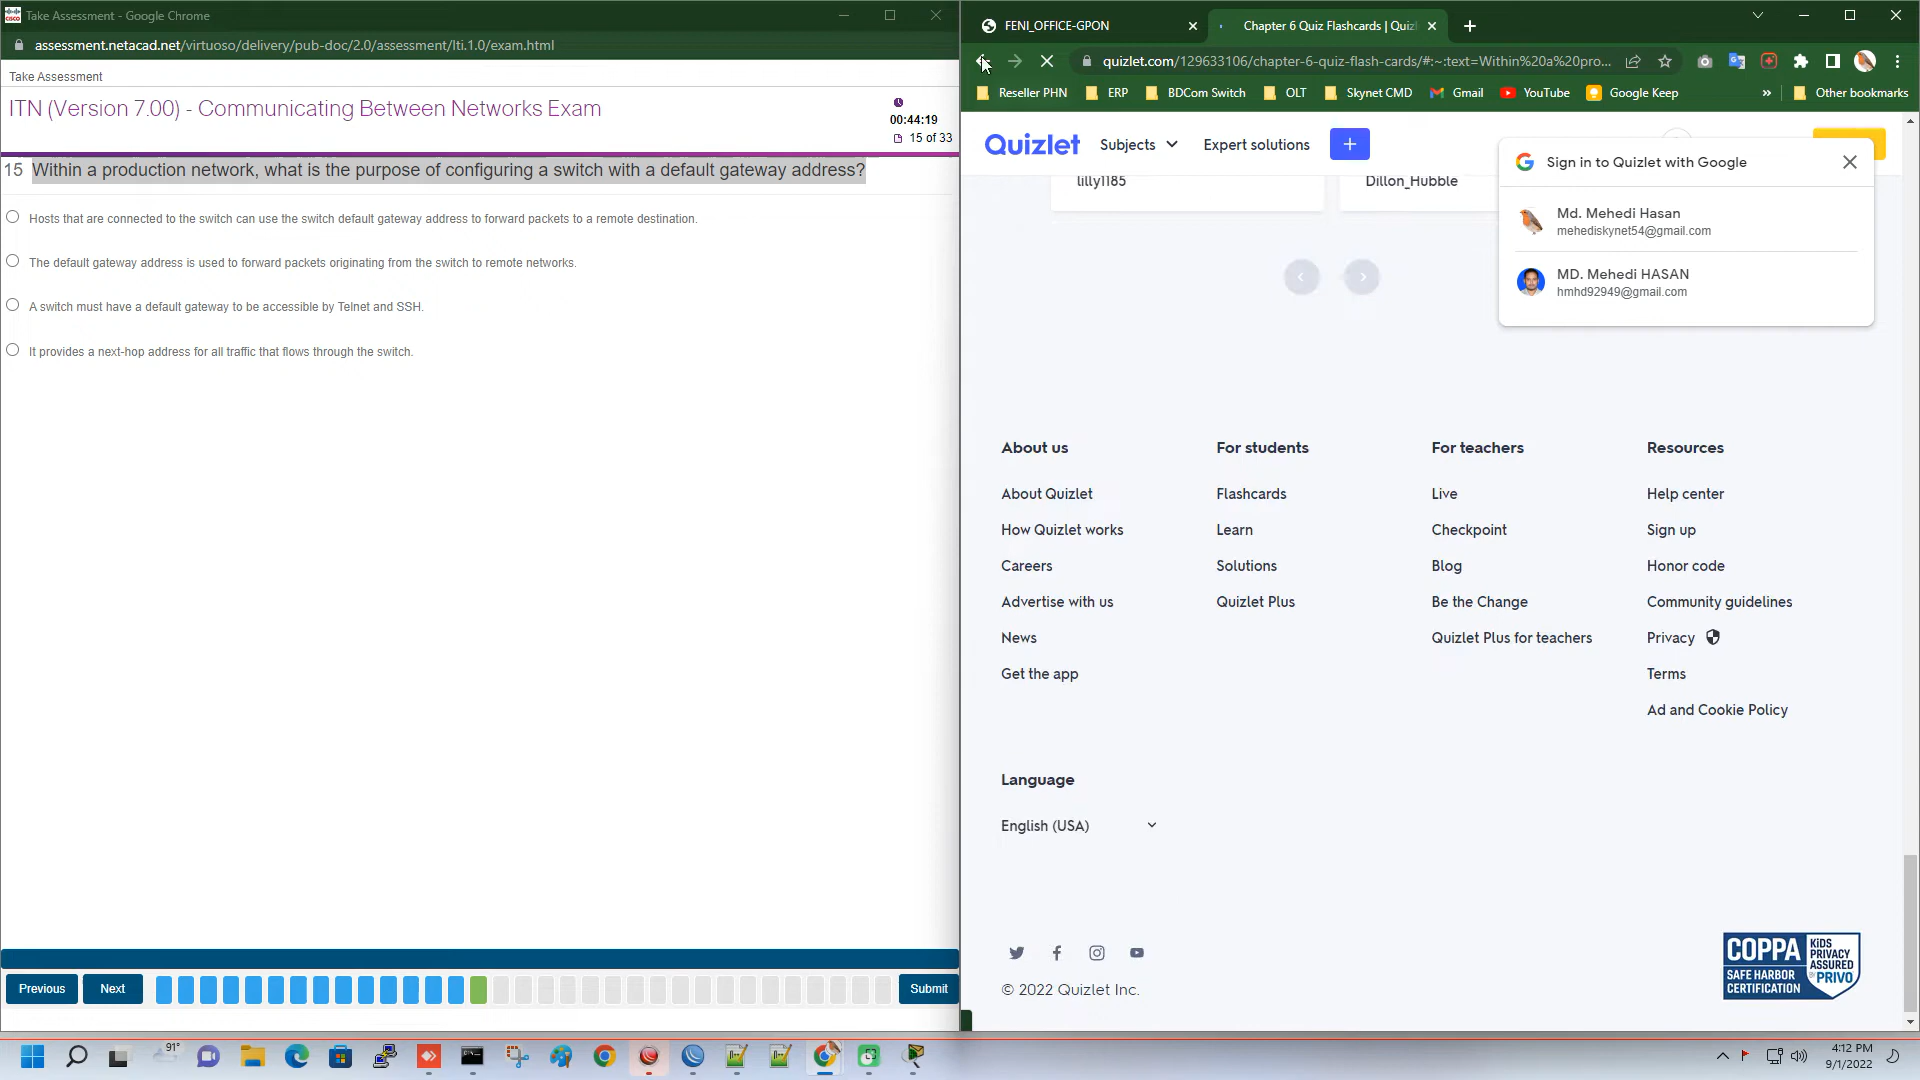 Take Assessment - Google Chrome
assessment.netacad.net/virtuoso/delivery/pub-doc/2.0/assessment/lti.1.0/exam.html
Take Assessment
ITN (Version 7.00) - Communicating Between Networks Exam
00:44:19
15 of 33
15 Within a production network, what is the purpose of configuring a switch with a default gateway address?
Hosts that are connected to the switch can use the switch default gateway address to forward packets to a remote destination.
The default gateway address is used to forward packets originating from the switch to remote networks.
A switch must have a default gateway to be accessible by Telnet and SSH.
It provides a next-hop address for all traffic that flows through the switch.
Previous
Next
Submit
FENI_OFFICE-GPON
Chapter 6 Quiz Flashcards | Quiz
quizlet.com/129633106/chapter-6-quiz-flash-cards/#:~:text=Within%20a%20pro...
Reseller PHN
ERP
BDCom Switch
OLT
Skynet CMD
Gmail
YouTube
Google Keep
»
Other bookmarks
Quizlet
Subjects
Expert solutions
+
lilly1185
Dillon_Hubble
Sign in to Quizlet with Google
Md. Mehedi Hasan
mehediskynet54@gmail.com
MD. Mehedi HASAN
hmhd92949@gmail.com
About us
About Quizlet
How Quizlet works
Careers
Advertise with us
News
Get the app
For students
Flashcards
Learn
Solutions
Quizlet Plus
For teachers
Live
Checkpoint
Blog
Be the Change
Quizlet Plus for teachers
Resources
Help center
Sign up
Honor code
Community guidelines
Privacy
Terms
Ad and Cookie Policy
Language
English (USA)
© 2022 Quizlet Inc.
COPPA
SAFE HARBOR
CERTIFICATION
KiDS
PRIVACY
ASSURED
BY PRIVO
91°
4:12 PM
9/1/2022